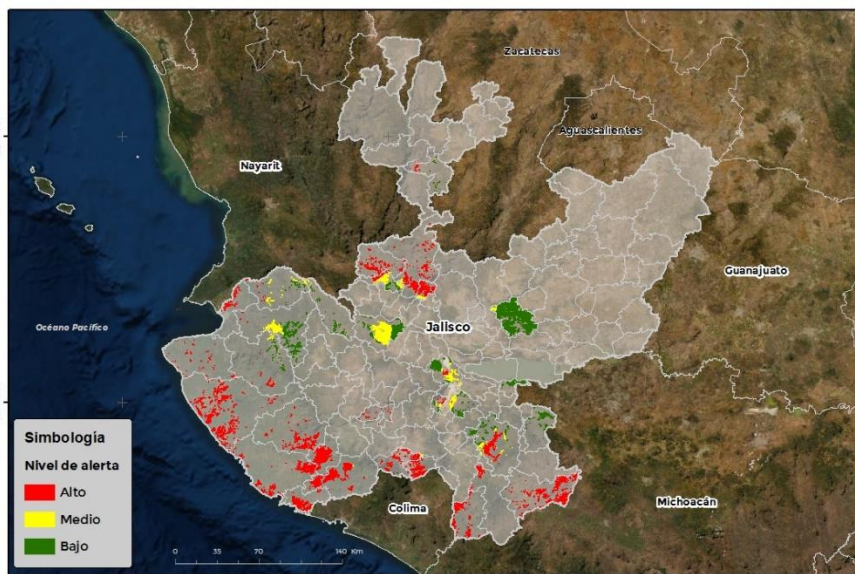 Zacatecas
Aguascalientes
Nayarit
Guanajuato
Océano Pacífico
Jalisco
Simbología
Nivel de alerta
Alto
Medio
Bajo
Colima
Michoacán
0 35 70 140 Km